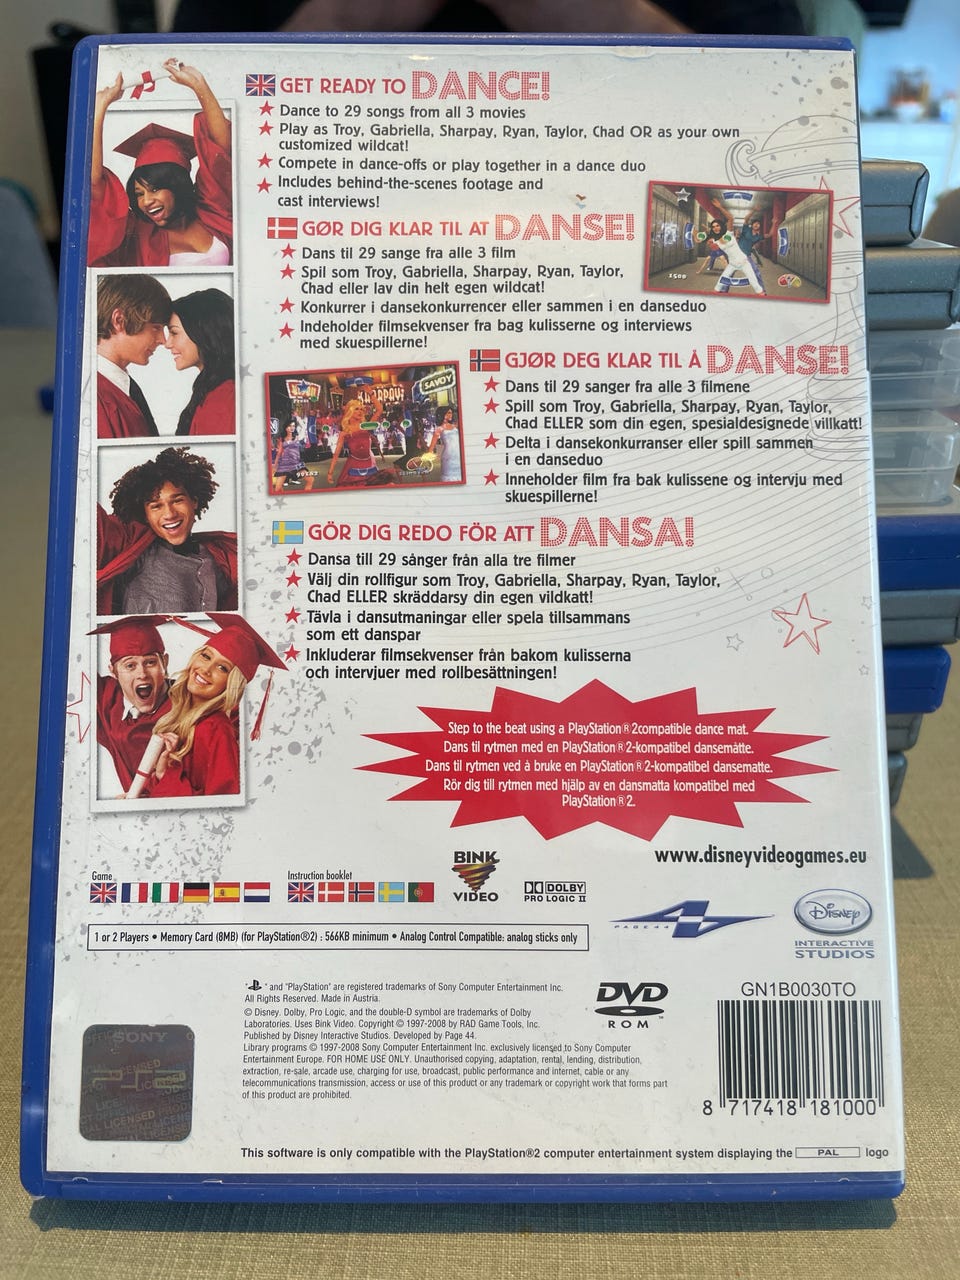 GET READY TO DANCE!
Dance to 29 songs from all 3 movies
Play as Troy, Gabriella, Sharpay, Ryan, Taylor, Chad OR as your own
customized wildcat!
Compete in dance-offs or play together in a dance duo
Includes behind-the-scenes footage and
cast interviews!
GØR DIG KLAR TIL AT DANSE!
Dans til 29 sange fra alle 3 film
Spil som Troy, Gabriella, Sharpay, Ryan, Taylor,
Chad eller lav din helt egen wildcat!
Konkurrer i dansekonkurrencer eller sammen i en danseduo
Indeholder filmsekvenser fra bag kulisserne og interviews
med skuespillerne!
1500
GJØR DEG KLAR TIL Å DANSE!
Dans til 29 sanger fra alle 3 filmene
Spill som Troy, Gabriella, Sharpay, Ryan, Taylor,
Chad ELLER som din egen, spesialdesignede villkatt!
Delta i dansekonkurranser eller spill sammen
i en danseduo
Inneholder film fra bak kulissene og intervju med
skuespillerne!
SAVOY
GÖR DIG REDO FÖR ATT DANSA!
Dansa till 29 sånger från alla tre filmer
Välj din rollfigur som Troy, Gabriella, Sharpay, Ryan, Taylor,
Chad ELLER skräddarsy din egen vildkatt!
Tävla i dansutmaningar eller spela tillsammans
som ett danspar
Inkluderar filmsekvenser från bakom kulisserna
och intervjuer med rollbesättningen!
Step to the beat using a PlayStation®2compatible dance mat.
Dans til rytmen med en PlayStation®2-kompatibel dansemåtte.
Dans til rytmen ved å bruke en PlayStation®2-kompatibel dansematte.
Rör dig till rytmen med hjälp av en dansmatta kompatibel med
PlayStation®2.
www.disneyvideogames.eu
Game
Instruction booklet
BINK
VIDEO
DOLBY
PRO LOGIC II
PAGE44
Disney
INTERACTIVE
STUDIOS
1 or 2 Players • Memory Card (8MB) (for PlayStation®2) : 566KB minimum • Analog Control Compatible: analog sticks only
" " and "PlayStation" are registered trademarks of Sony Computer Entertainment Inc.
All Rights Reserved. Made in Austria.
© Disney. Dolby, Pro Logic, and the double-D symbol are trademarks of Dolby
Laboratories. Uses Bink Video. Copyright © 1997-2008 by RAD Game Tools, Inc.
Published by Disney Interactive Studios. Developed by Page 44.
Library programs © 1997-2008 Sony Computer Entertainment Inc. exclusively licensed to Sony Computer
Entertainment Europe. FOR HOME USE ONLY. Unauthorised copying, adaptation, rental, lending, distribution,
extraction, re-sale, arcade use, charging for use, broadcast, public performance and internet, cable or any
telecommunications transmission, access or use of this product or any trademark or copyright work that forms part
of this product are prohibited.
DVD
ROM
GN1B0030TO
8 717418 181000
SONY
PS2
This software is only compatible with the PlayStation®2 computer entertainment system displaying the PAL logo